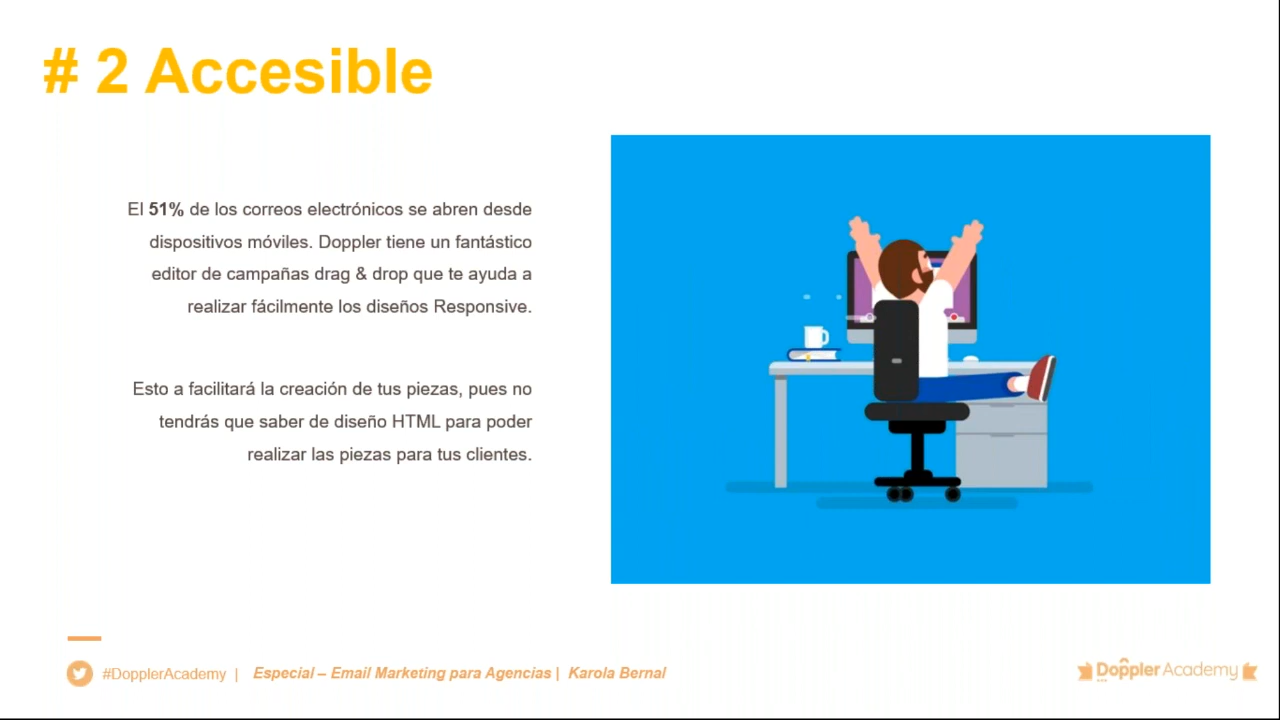 # 2 Accesible
El 51% de los correos electrónicos se abren desde
dispositivos móviles. Doppler tiene un fantástico
editor de campañas drag & drop que te ayuda a
realizar fácilmente los diseños Responsive.
Esto a facilitará la creación de tus piezas, pues no
tendrás que saber de diseño HTML para poder
realizar las piezas para tus clientes.
#DopplerAcademy | Especial – Email Marketing para Agencias | Karola Bernal
Doppler Academy